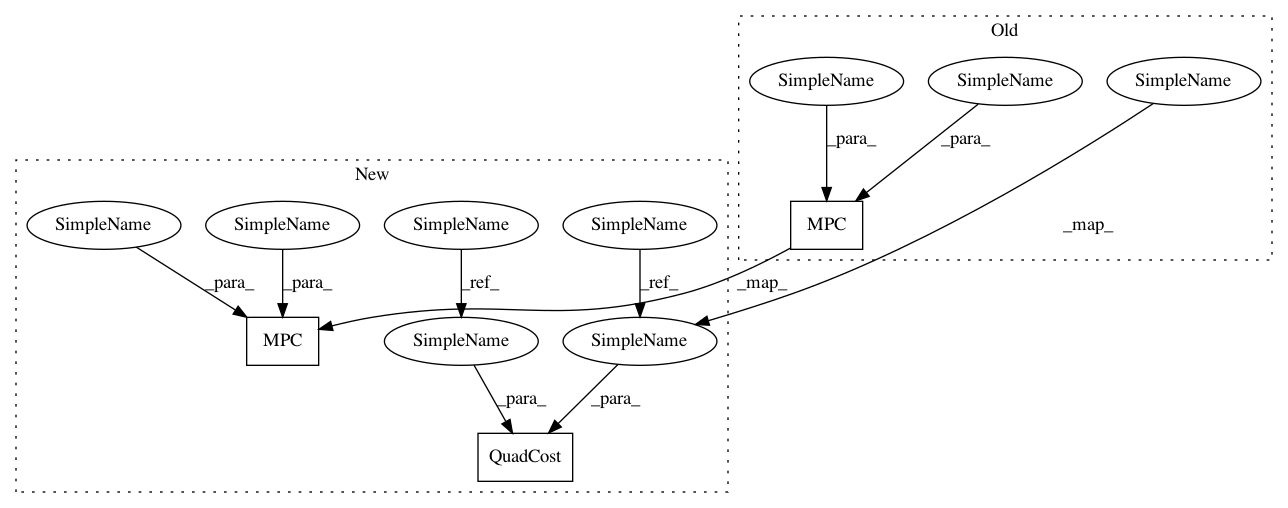 Old
SimpleName
SimpleName
SimpleName
_para_
_para_
New
SimpleName
SimpleName
SimpleName
SimpleName
MPC
_map_
_para_
_para_
_ref_
_ref_
_map_
MPC
SimpleName
SimpleName
_para_
_para_
QuadCost